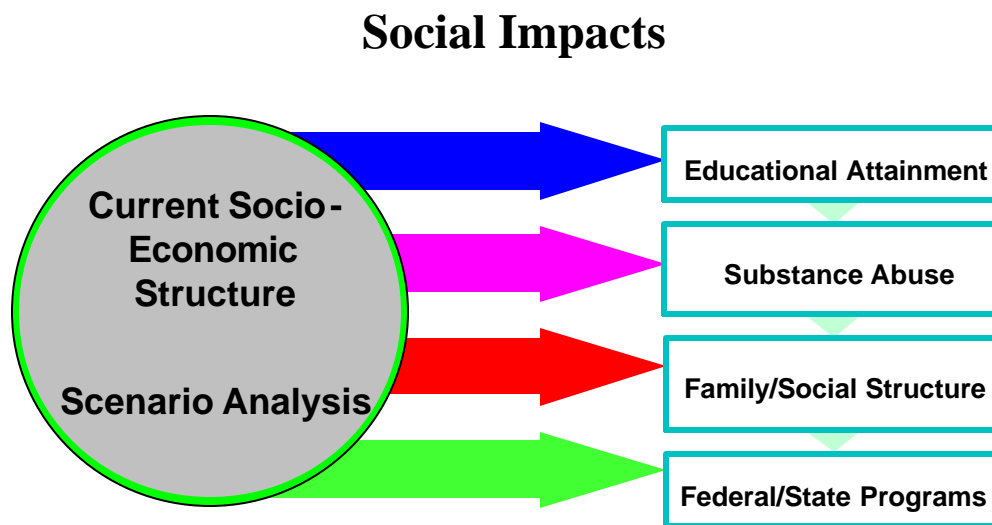 Social Impacts
Current Socio-
Economic
Structure
Scenario Analysis
Educational Attainment
Substance Abuse
Family/Social Structure
Federal/State Programs